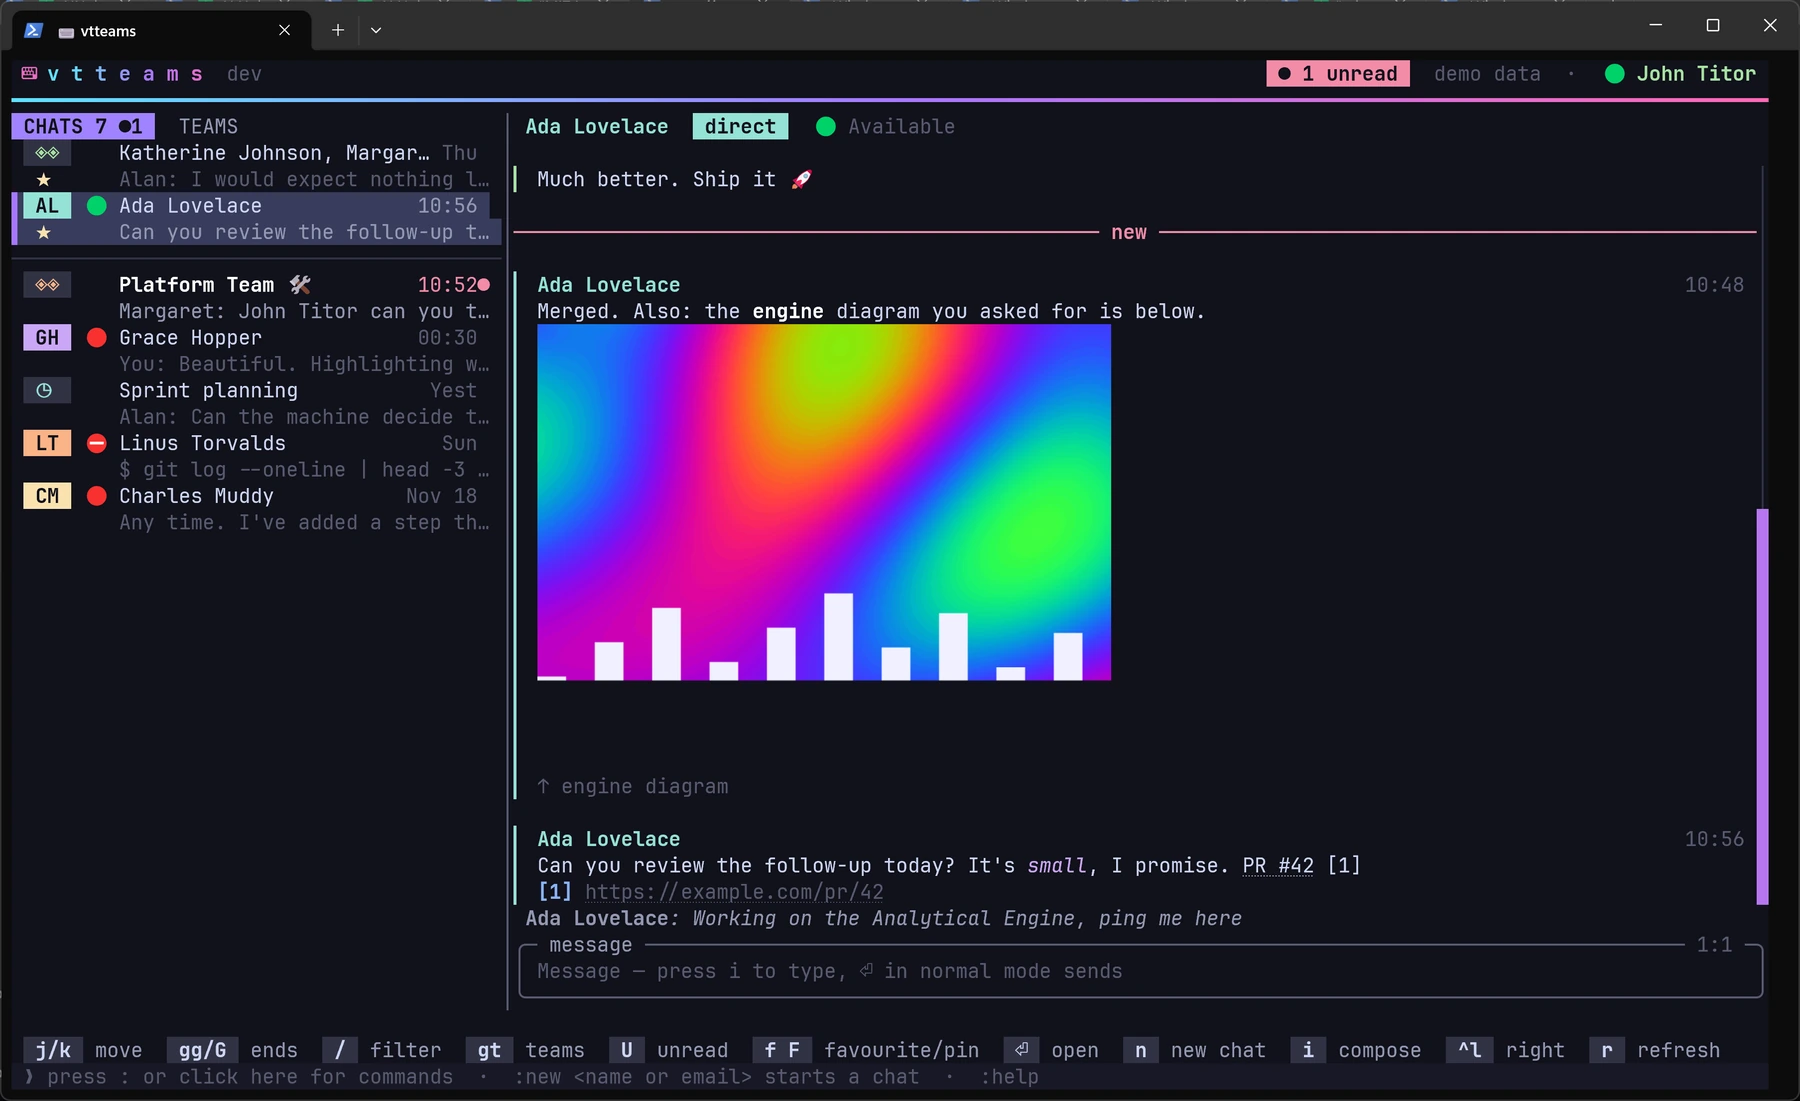 vtteams
vtteams dev
● 1 unread demo data · John Titor
CHATS 7 ●1 TEAMS
Katherine Johnson, Margar… Thu
Alan: I would expect nothing l…
AL Ada Lovelace 10:56
Can you review the follow-up t…
Platform Team 🛠 10:52
Margaret: John Titor can you t…
GH Grace Hopper 00:30
You: Beautiful. Highlighting w…
Sprint planning Yest
Alan: Can the machine decide t…
LT Linus Torvalds Sun
$ git log --oneline | head -3 …
CM Charles Muddy Nov 18
Any time. I've added a step th…
Ada Lovelace direct Available
Much better. Ship it 🚀
new
Ada Lovelace 10:48
Merged. Also: the engine diagram you asked for is below.
↑ engine diagram
Ada Lovelace 10:56
Can you review the follow-up today? It's small, I promise. PR #42 [1]
[1] https://example.com/pr/42
Ada Lovelace: Working on the Analytical Engine, ping me here
message 1:1
Message — press i to type, ⏎ in normal mode sends
j/k move gg/G ends / filter gt teams U unread f F favourite/pin ⏎ open n new chat i compose ^l right r refresh
❯ press : or click here for commands · :new <name or email> starts a chat · :help